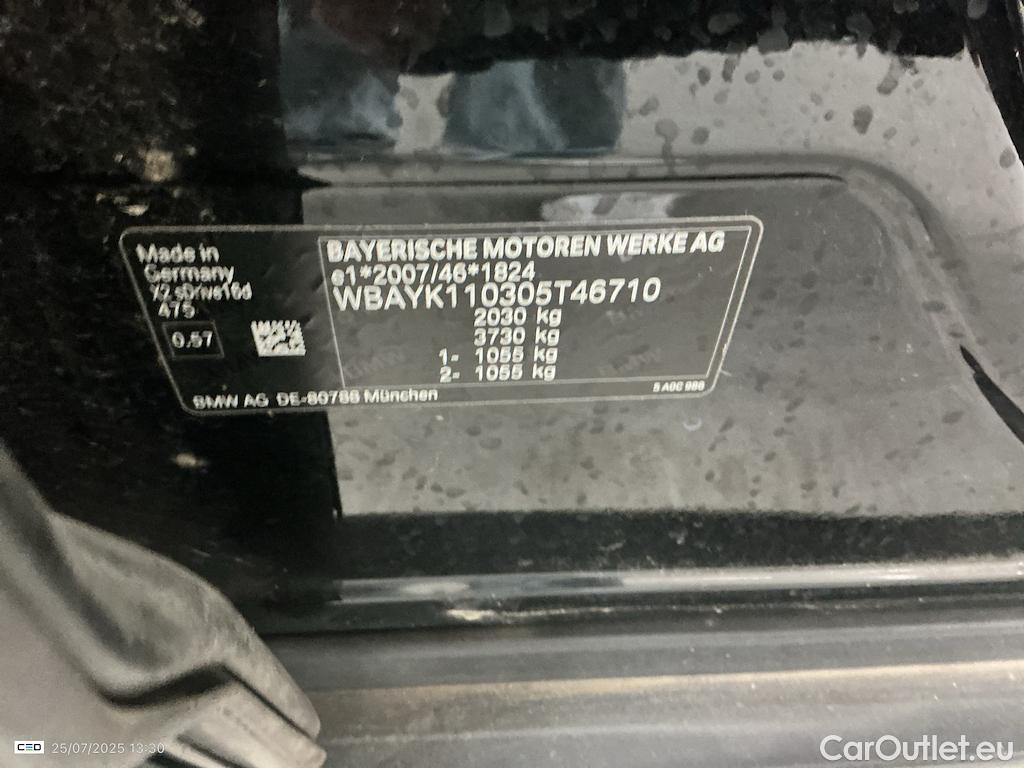 Made in
Germany
X2 sDrive16d
475
0.57
BAYERISCHE MOTOREN WERKE AG
e1*2007/46*1824
WBAYK110305T46710
2030 kg
3730 kg
1- 1055 kg
2- 1055 kg
BMW AG DE-80788 München
CEO 25/07/2025 13:30
CarOutlet.eu